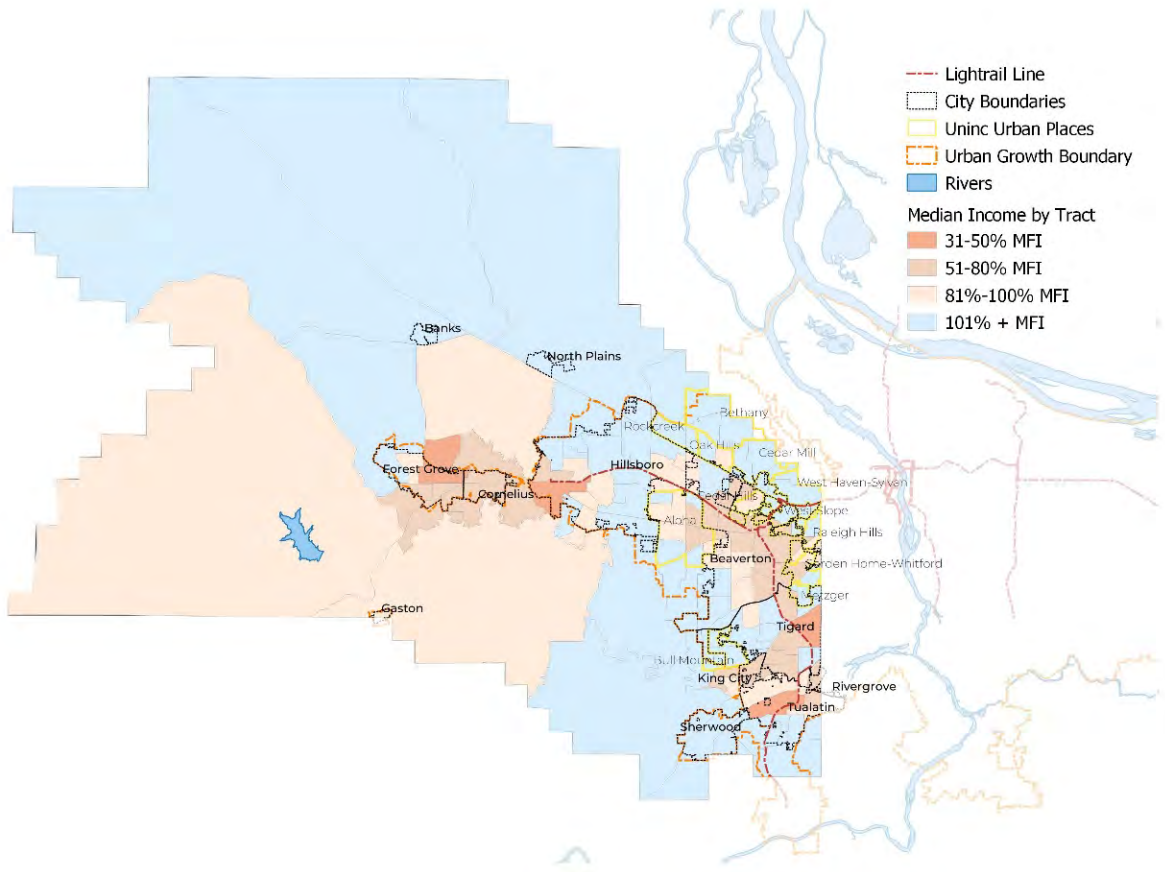 Lightrail Line
City Boundaries
Uninc Urban Places
Urban Growth Boundary
Rivers
Median Income by Tract
31-50% MFI
51-80% MFI
81%-100% MFI
101% + MFI
Banks
North Plains
Bethany
Rockcreek
Oak Hills
Cedar Mill
Forest Grove
Hillsboro
West Haven-Sylvan
Cornelius
Cedar Hills
West Slope
Aloha
Raleigh Hills
Beaverton
Garden Home-Whitford
Metzger
Gaston
Tigard
Bull Mountain
King City
Rivergrove
Tualatin
Sherwood